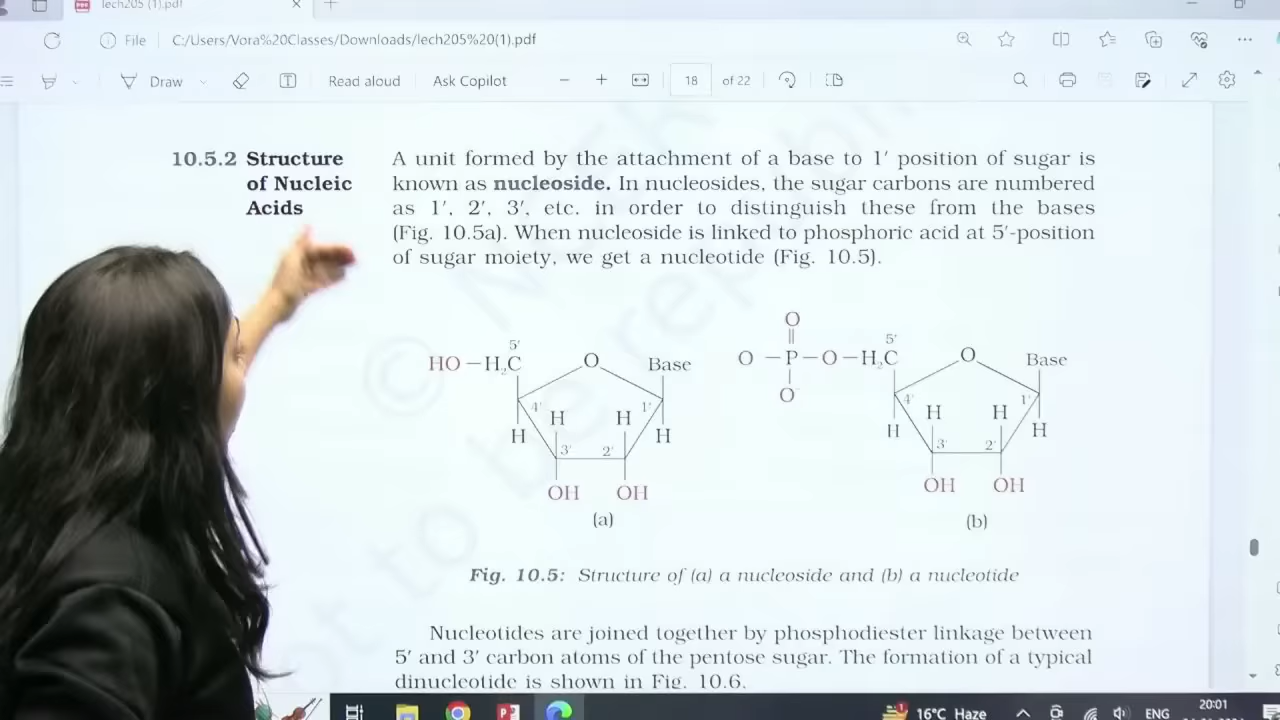 lech205 (1).pdf
File C:/Users/Vora%20Classes/Downloads/lech205%20(1).pdf
Draw Read aloud Ask Copilot 18 of 22
10.5.2 Structure of Nucleic Acids
A unit formed by the attachment of a base to 1′ position of sugar is
known as nucleoside. In nucleosides, the sugar carbons are numbered
as 1′, 2′, 3′, etc. in order to distinguish these from the bases
(Fig. 10.5a). When nucleoside is linked to phosphoric acid at 5′-position
of sugar moiety, we get a nucleotide (Fig. 10.5).
HO–H₂C 5′ O Base
4′ H H 1′
H 3′ 2′ H
OH OH
(a)
O
O –P–O–H₂C 5′ O Base
O⁻
4′ H H 1′
H 3′ 2′ H
OH OH
(b)
Fig. 10.5: Structure of (a) a nucleoside and (b) a nucleotide
Nucleotides are joined together by phosphodiester linkage between
5′ and 3′ carbon atoms of the pentose sugar. The formation of a typical
dinucleotide is shown in Fig. 10.6.
16°C Haze ENG 20:01